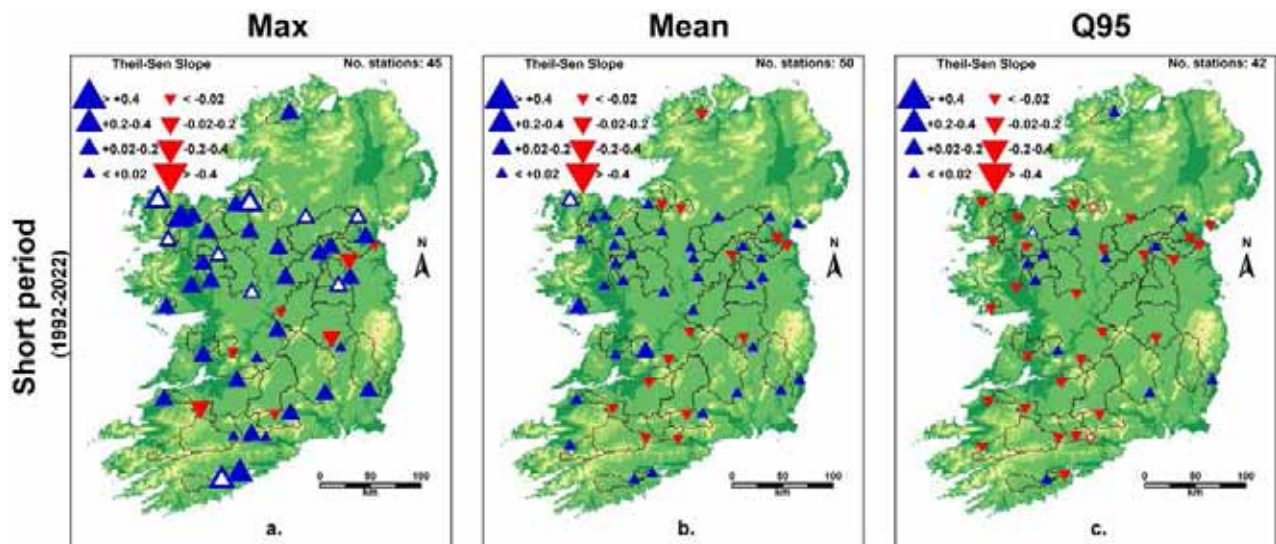 Max Mean Q95
Short period
(1992-2022)
Theil-Sen Slope No. stations: 45
> +0.4 < -0.02
+0.2-0.4 -0.02-0.2
+0.02-0.2 -0.2-0.4
< +0.02 > -0.4
N
0 50 100
km
a.
Theil-Sen Slope No. stations: 50
> +0.4 < -0.02
+0.2-0.4 -0.02-0.2
+0.02-0.2 -0.2-0.4
< +0.02 > -0.4
N
0 50 100
km
b.
Theil-Sen Slope No. stations: 42
> +0.4 < -0.02
+0.2-0.4 -0.02-0.2
+0.02-0.2 -0.2-0.4
< +0.02 > -0.4
N
0 50 100
km
c.